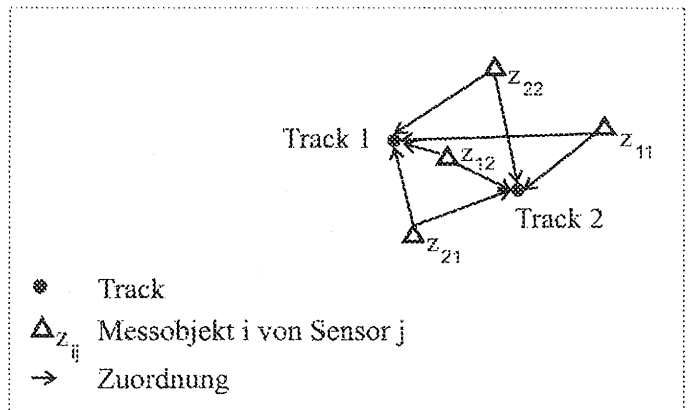 z22
Track 1
z12
z11
Track 2
z21
Track
zij Messobjekt i von Sensor j
Zuordnung